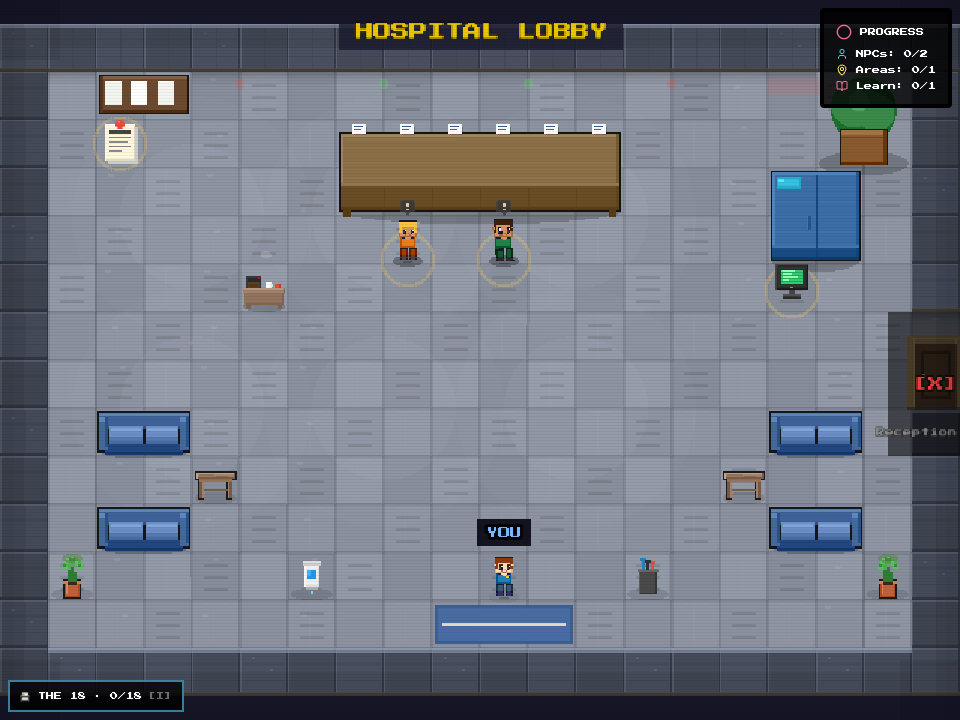 HOSPITAL LOBBY
PROGRESS
NPCs: 0/2
Areas: 0/1
Learn: 0/1
[X]
Reception
YOU
THE 18 · 0/18 [I]